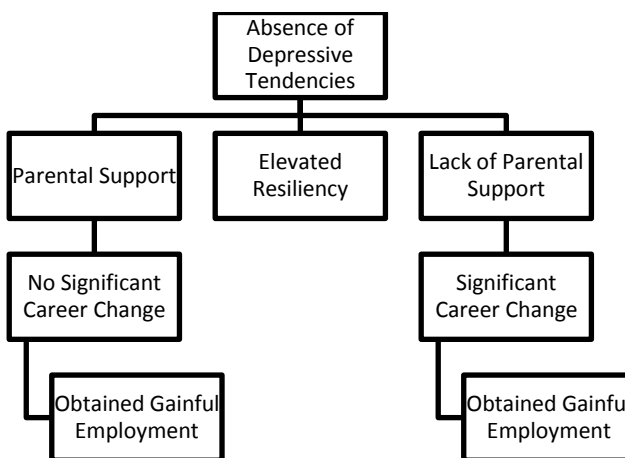 Absence of
Depressive
Tendencies
Parental Support
Elevated
Resiliency
Lack of Parental
Support
No Significant
Career Change
Significant
Career Change
Obtained Gainful
Employment
Obtained Gainful
Employment